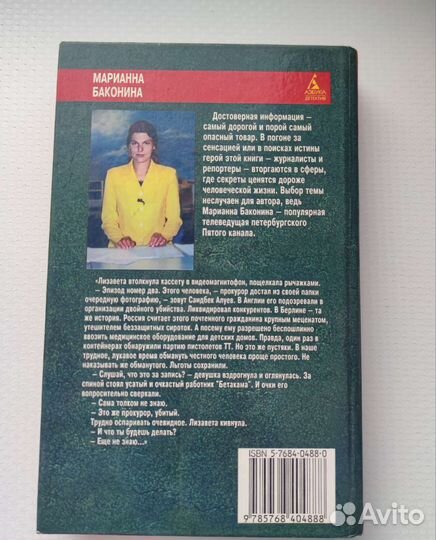 МАРИАННА
БАКОНИНА
АЗБУКА
ДЕТЕКТИВ
Достоверная информация –
самый дорогой и порой самый
опасный товар. В погоне за
сенсацией или в поисках истины
герои этой книги – журналисты и
репортеры – вторгаются в сферы,
где секреты ценятся дороже
человеческой жизни. Выбор темы
неслучаен для автора, ведь
Марианна Баконина – популярная
телеведущая петербургского
Пятого канала.
«Лизавета втолкнула кассету в видеомагнитофон, пощелкала рычажками.
– Эпизод номер два. Этого человека, – прокурор достал из своей папки
очередную фотографию, – зовут Саидбек Алуев. В Англии его подозревали в
организации двойного убийства. Ликвидировал конкурентов. В Берлине – та
же история. Россия считает этого почтенного гражданина крупным меценатом,
утешителем беззащитных сироток. А посему ему разрешено беспошлинно
ввозить медицинское оборудование для детских домов. Правда, один раз в
контейнерах обнаружили партию пистолетов ТТ. Но это же пустяки. В наше
трудное, лукавое время обмануть честного человека проще простого. Не
наказывать же обманутого. Льготы сохранили.
– Слушай, что это за запись? – девушка вздрогнула и оглянулась. За
спиной стоял усатый и очкастый работник "Бетакама". И очки его
вопросительно сверкали.
– Сама толком не знаю.
– Это же прокурор, убитый.
Трудно оспаривать очевидное. Лизавета кивнула.
– И что ты будешь делать?
– Еще не знаю...»
ISBN 5-7684-0488-0
9 785768 404888
Avito